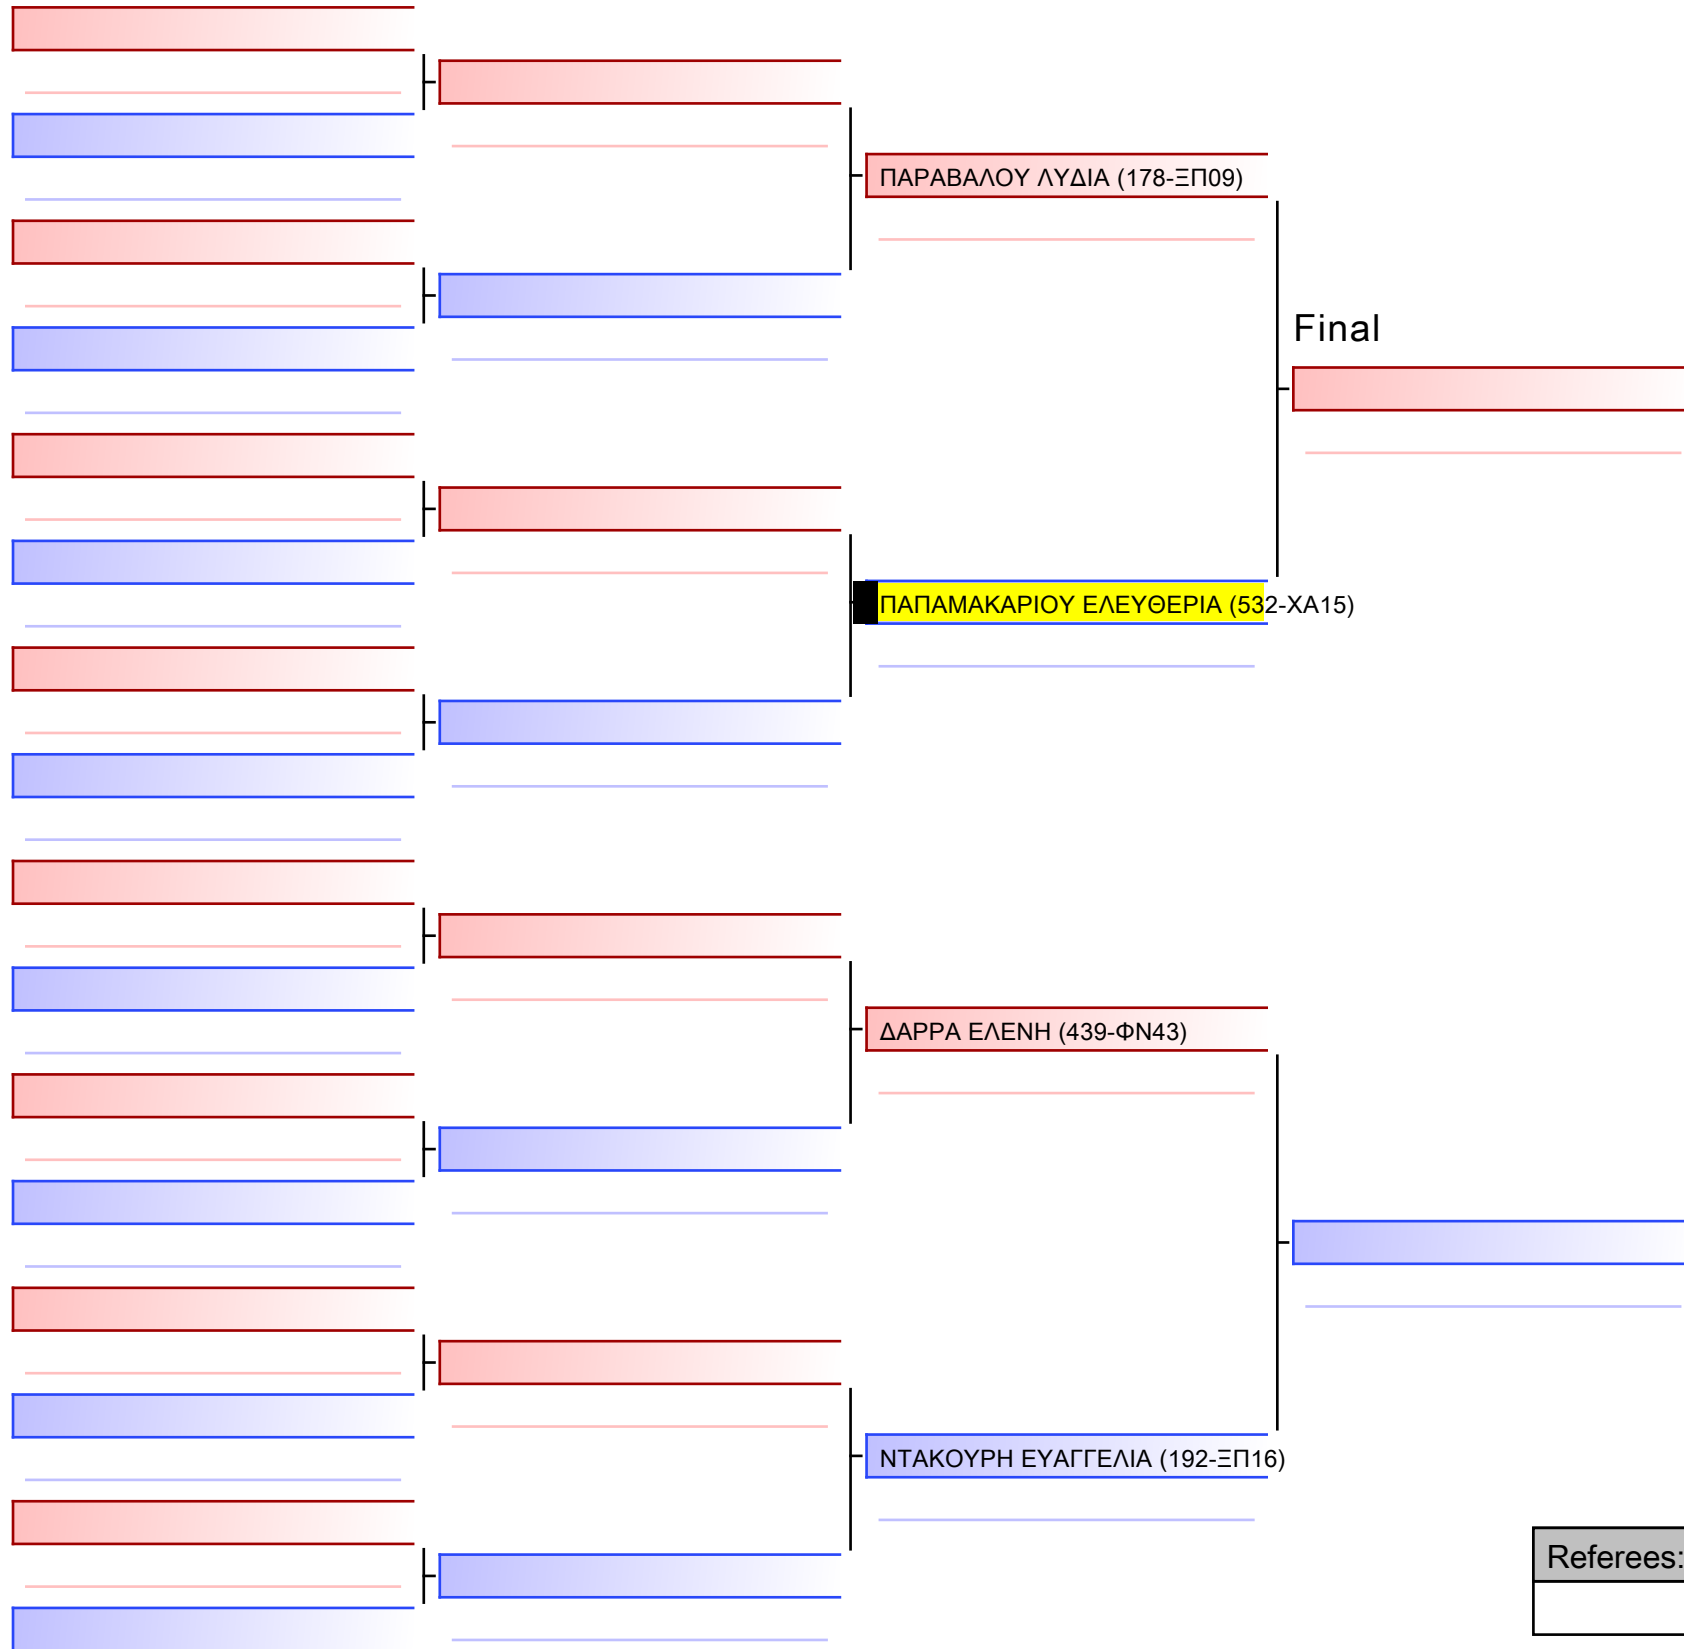 ΠΑΡΑΒΑΛΟΥ ΛΥΔΙΑ (178-ΞΠ09)
Final
ΠΑΠΑΜΑΚΑΡΙΟΥ ΕΛΕΥΘΕΡΙΑ (532-ΧΑ15)
ΔΑΡΡΑ ΕΛΕΝΗ (439-ΦΝ43)
ΝΤΑΚΟΥΡΗ ΕΥΑΓΓΕΛΙΑ (192-ΞΠ16)
Referees: